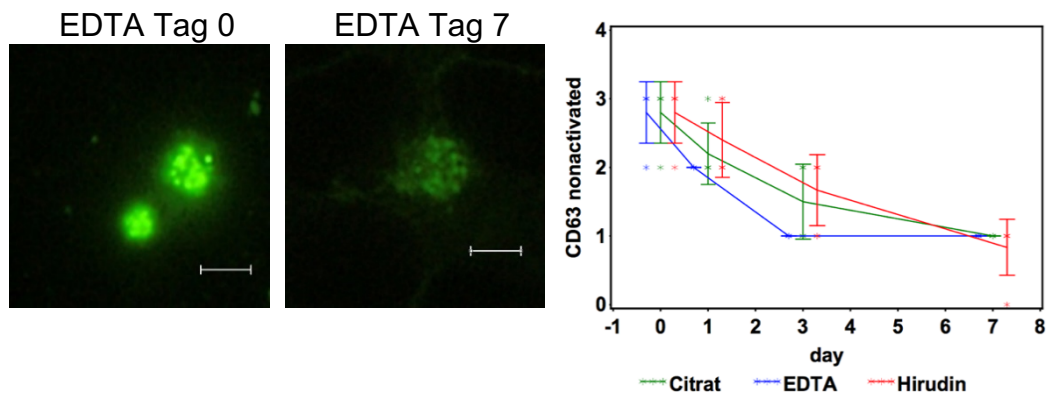 EDTA Tag 0
EDTA Tag 7
CD63 nonactivated
4
3
2
1
0
-1 0 1 2 3 4 5 6 7 8
day
Citrat EDTA Hirudin